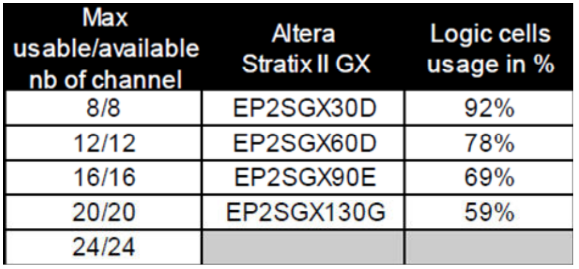 Max
usable/available
nb of channel
Altera
Stratix II GX
Logic cells
usage in %
8/8 EP2SGX30D 92%
12/12 EP2SGX60D 78%
16/16 EP2SGX90E 69%
20/20 EP2SGX130G 59%
24/24